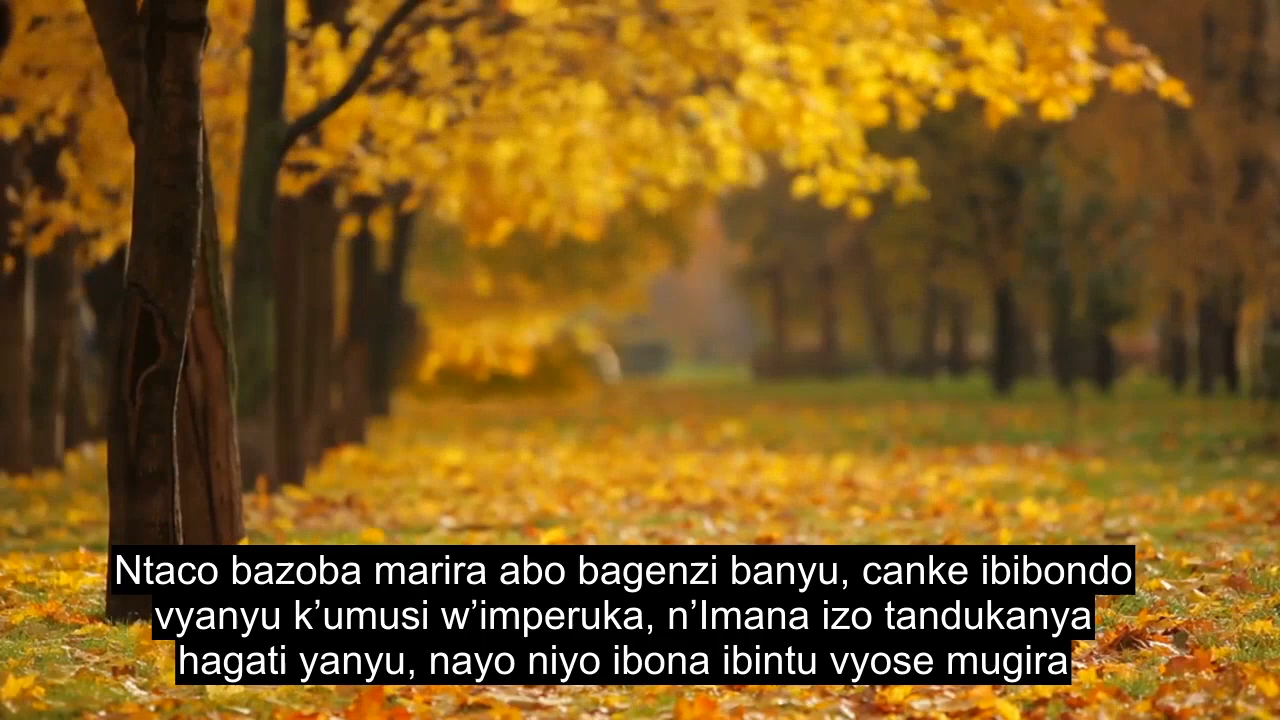 Ntaco bazoba marira abo bagenzi banyu, canke ibibondo
vyanyu k’umusi w’imperuka, n’Imana izo tandukanya
hagati yanyu, nayo niyo ibona ibintu vyose mugira